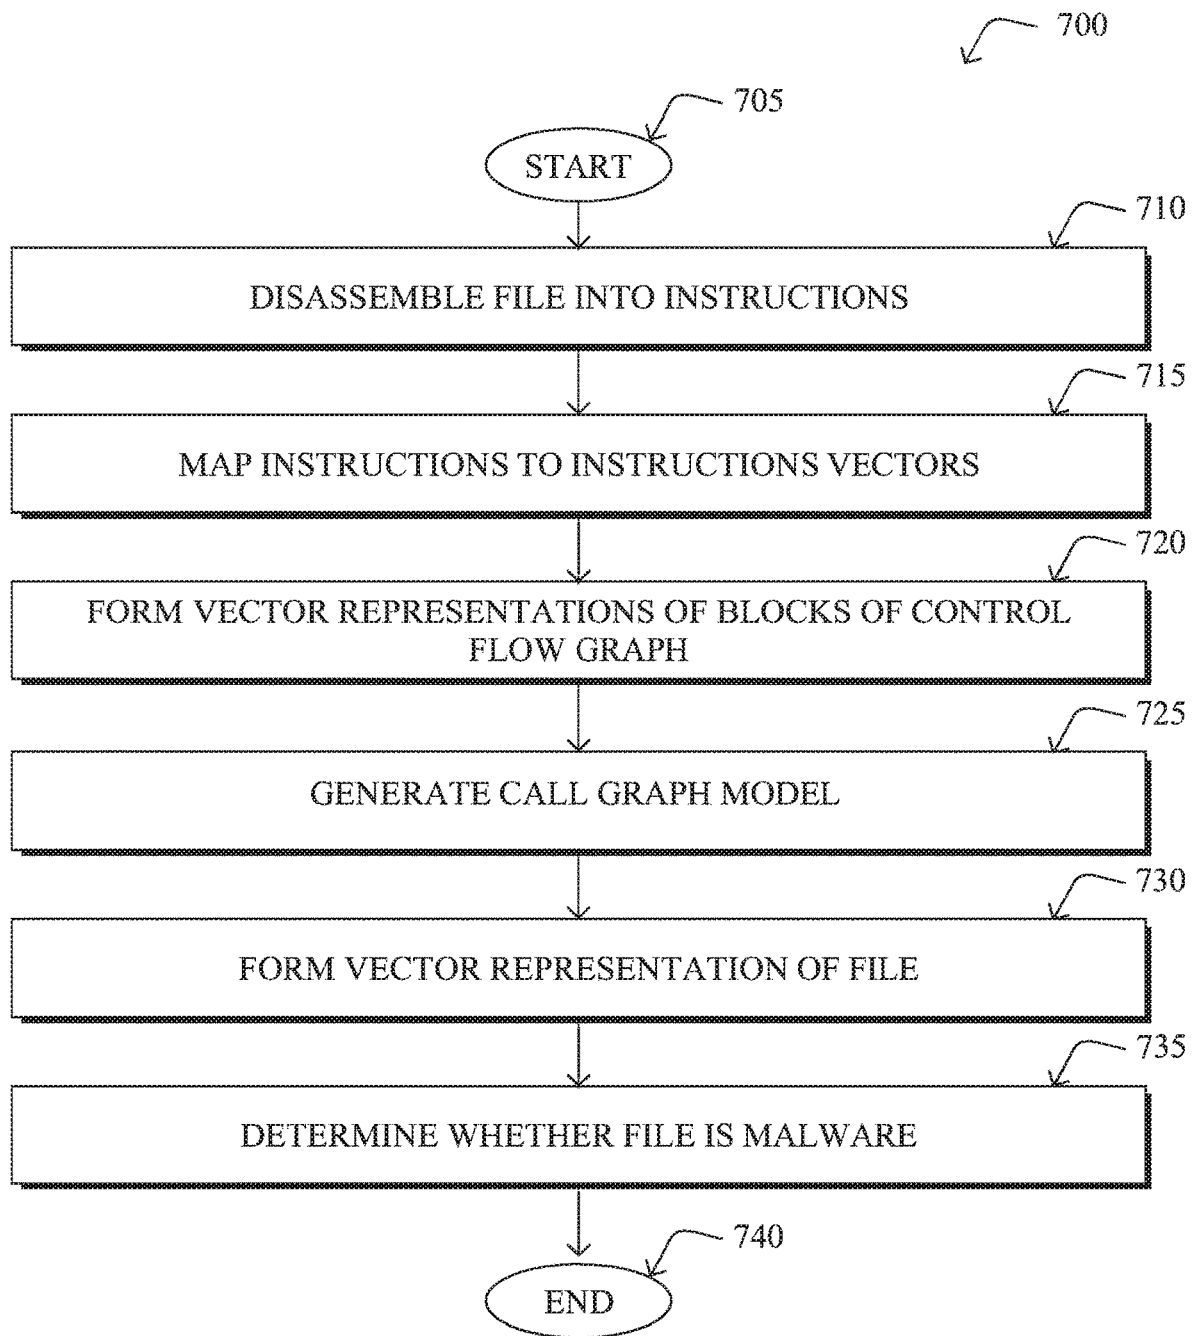 700
705
START
710
DISASSEMBLE FILE INTO INSTRUCTIONS
715
MAP INSTRUCTIONS TO INSTRUCTIONS VECTORS
720
FORM VECTOR REPRESENTATIONS OF BLOCKS OF CONTROL
FLOW GRAPH
725
GENERATE CALL GRAPH MODEL
730
FORM VECTOR REPRESENTATION OF FILE
735
DETERMINE WHETHER FILE IS MALWARE
740
END